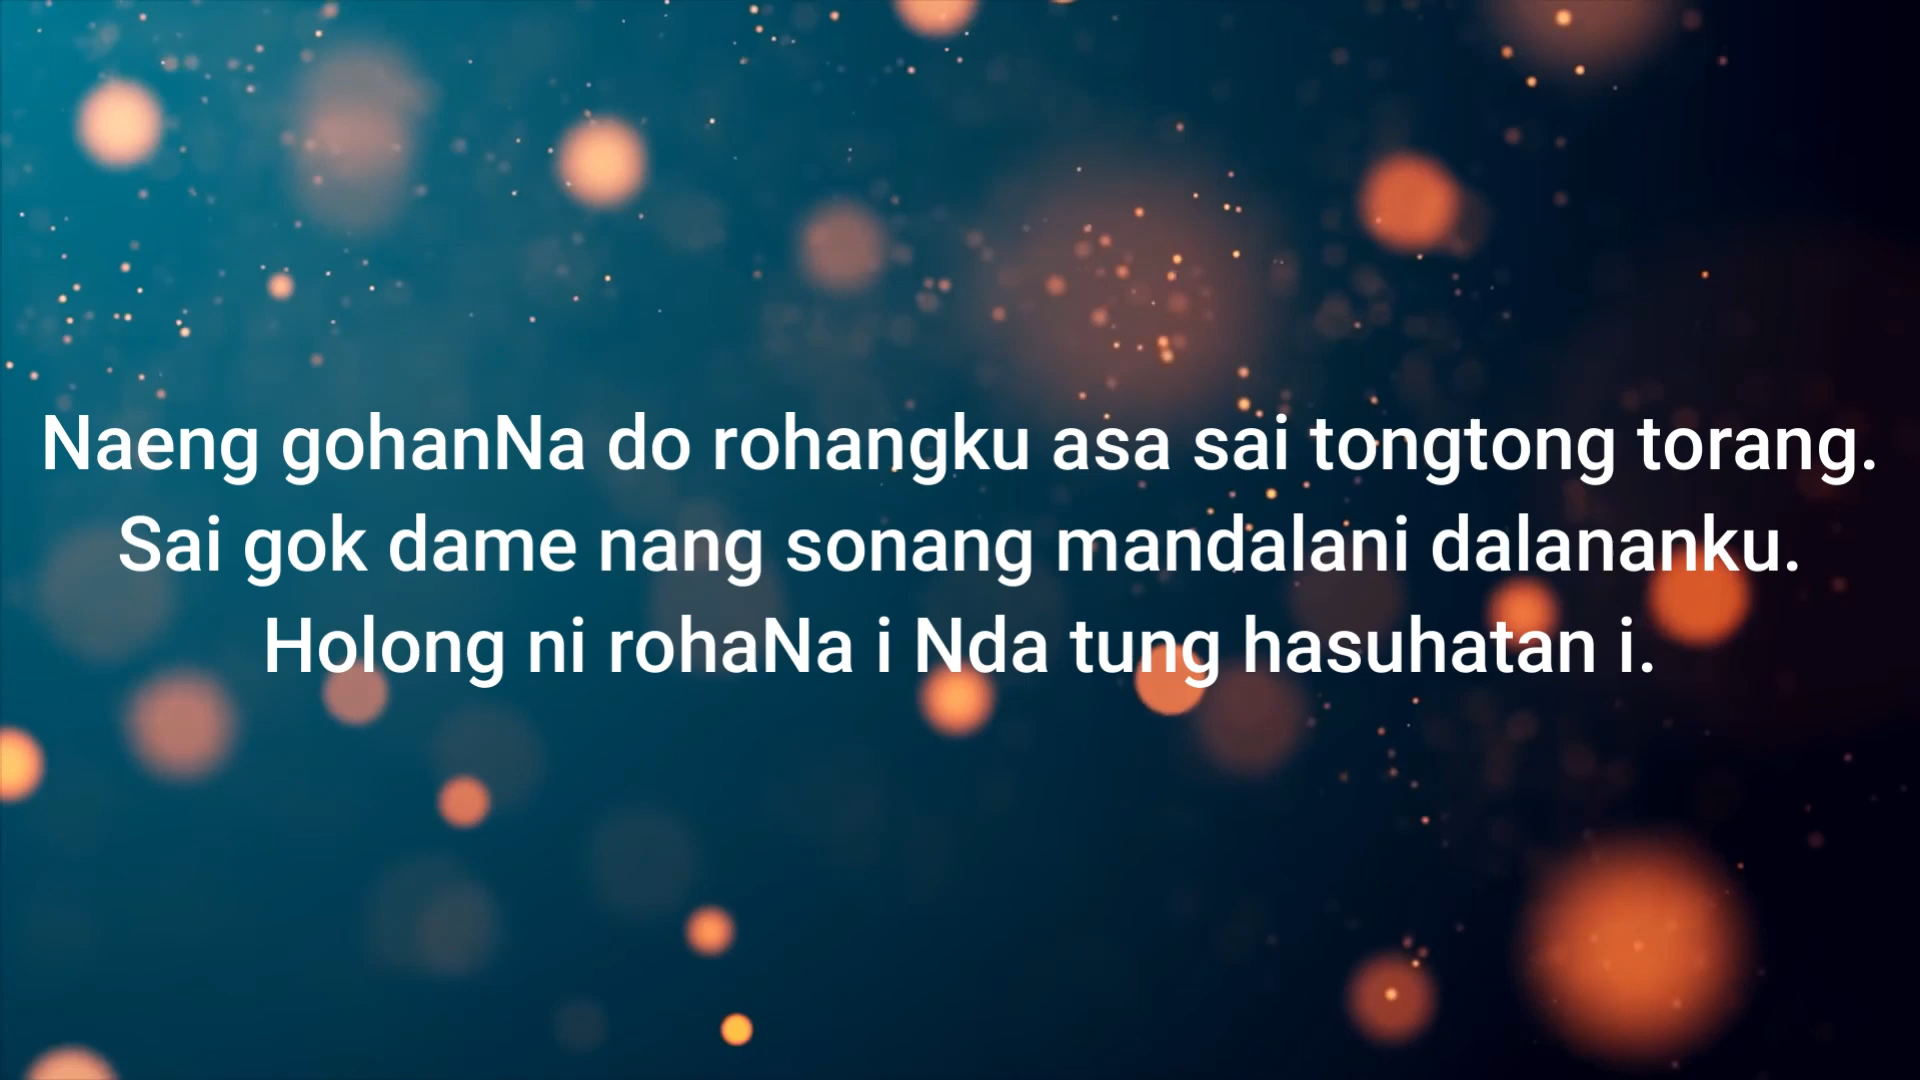 Naeng gohanNa do rohangku asa sai tongtong torang.
Sai gok dame nang sonang mandalani dalananku.
Holong ni rohaNa i Nda tung hasuhatan i.